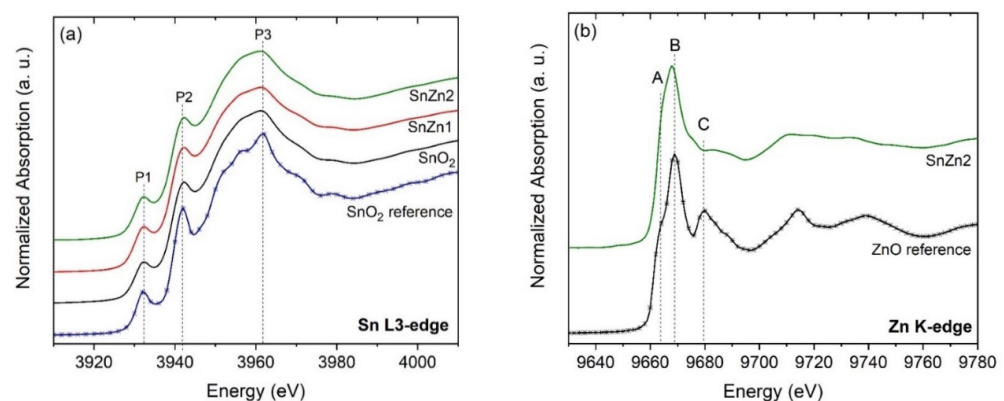 (a)
P3
P2
P1
SnZn2
SnZn1
SnO₂
SnO₂ reference
Sn L3-edge
Normalized Absorption (a. u.)
3920 3940 3960 3980 4000
Energy (eV)
(b)
B
A
C
SnZn2
ZnO reference
Zn K-edge
Normalized Absorption (a. u.)
9640 9660 9680 9700 9720 9740 9760 9780
Energy (eV)